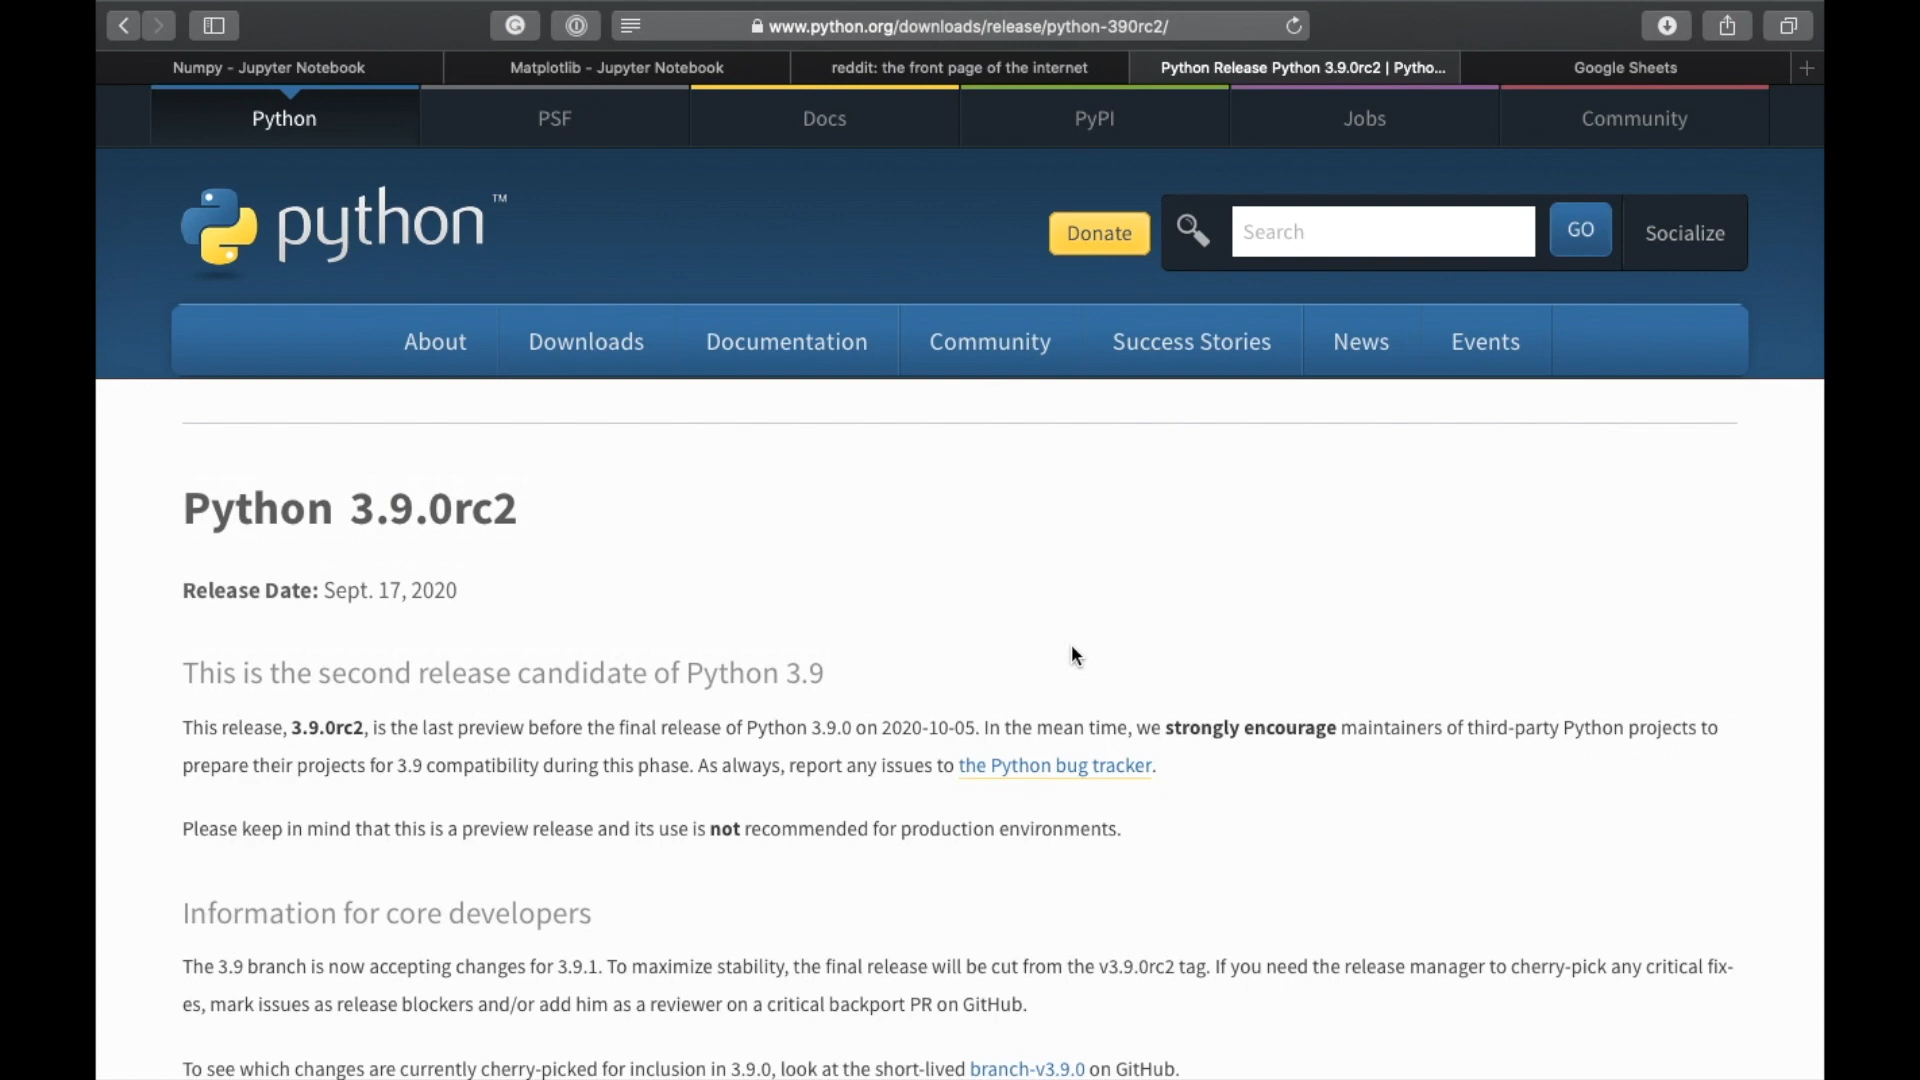 www.python.org/downloads/release/python-390rc2/
Numpy - Jupyter Notebook
Matplotlib - Jupyter Notebook
reddit: the front page of the internet
Python Release Python 3.9.0rc2 | Pytho...
Google Sheets
Python
PSF
Docs
PyPI
Jobs
Community
python™
Donate
Search
GO
Socialize
About
Downloads
Documentation
Community
Success Stories
News
Events
Python 3.9.0rc2
Release Date: Sept. 17, 2020
This is the second release candidate of Python 3.9
This release, 3.9.0rc2, is the last preview before the final release of Python 3.9.0 on 2020-10-05. In the mean time, we strongly encourage maintainers of third-party Python projects to
prepare their projects for 3.9 compatibility during this phase. As always, report any issues to the Python bug tracker.
Please keep in mind that this is a preview release and its use is not recommended for production environments.
Information for core developers
The 3.9 branch is now accepting changes for 3.9.1. To maximize stability, the final release will be cut from the v3.9.0rc2 tag. If you need the release manager to cherry-pick any critical fix-
es, mark issues as release blockers and/or add him as a reviewer on a critical backport PR on GitHub.
To see which changes are currently cherry-picked for inclusion in 3.9.0, look at the short-lived branch-v3.9.0 on GitHub.